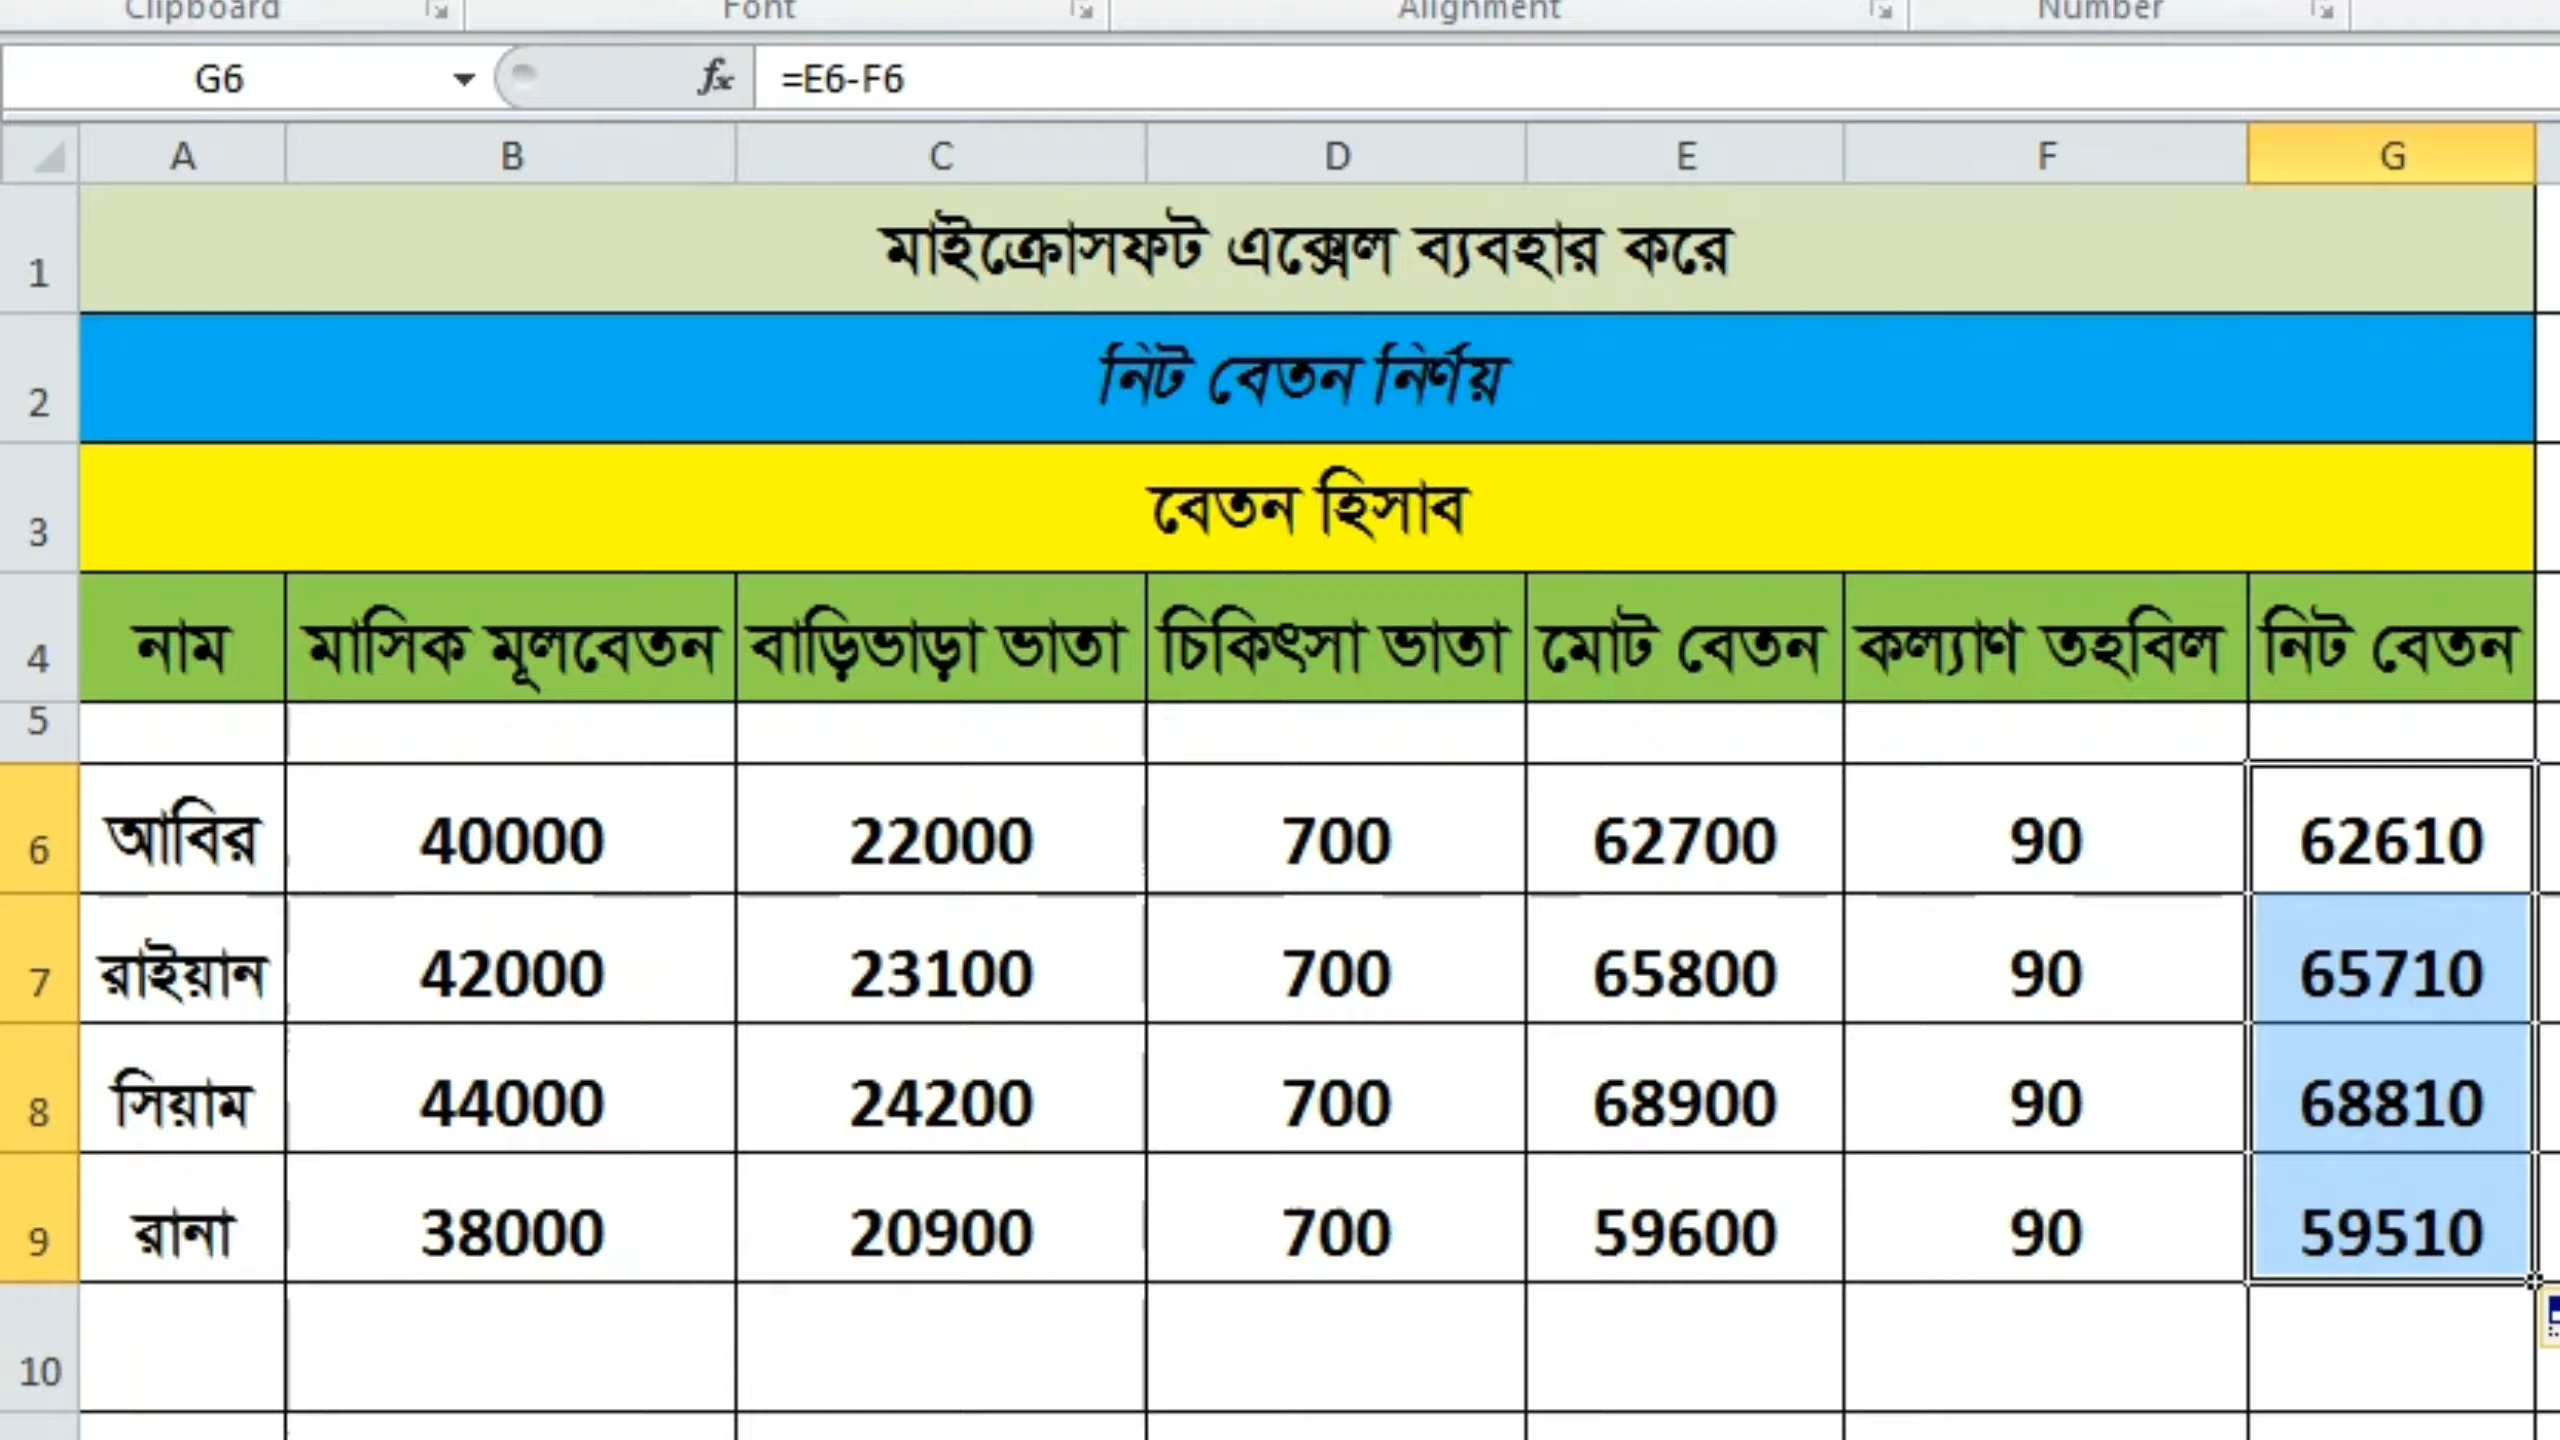 Clipboard Font Alignment Number
G6 fx =E6-F6
A B C D E F G
1 মাইক্রোসফট এক্সেল ব্যবহার করে
2 নিট বেতন নির্ণয়
3 বেতন হিসাব
4 নাম মাসিক মূলবেতন বাড়িভাড়া ভাতা চিকিৎসা ভাতা মোট বেতন কল্যাণ তহবিল নিট বেতন
5
6 আবির 40000 22000 700 62700 90 62610
7 রাইয়ান 42000 23100 700 65800 90 65710
8 সিয়াম 44000 24200 700 68900 90 68810
9 রানা 38000 20900 700 59600 90 59510
10